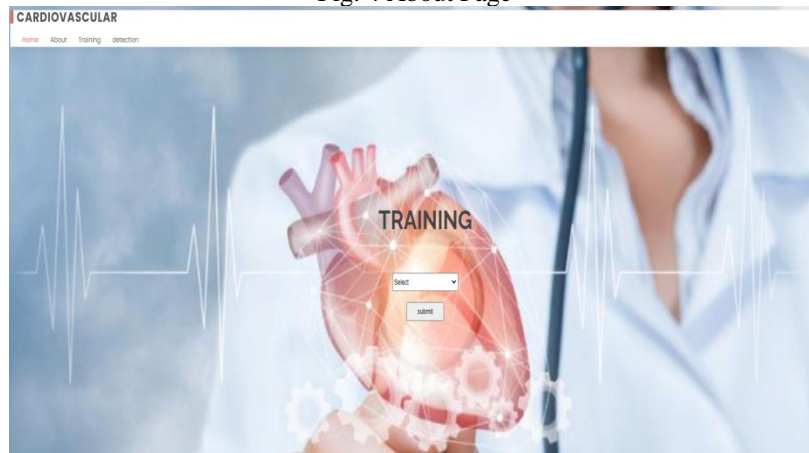 CARDIOVASCULAR
Home About Training detection
TRAINING
Select
submit